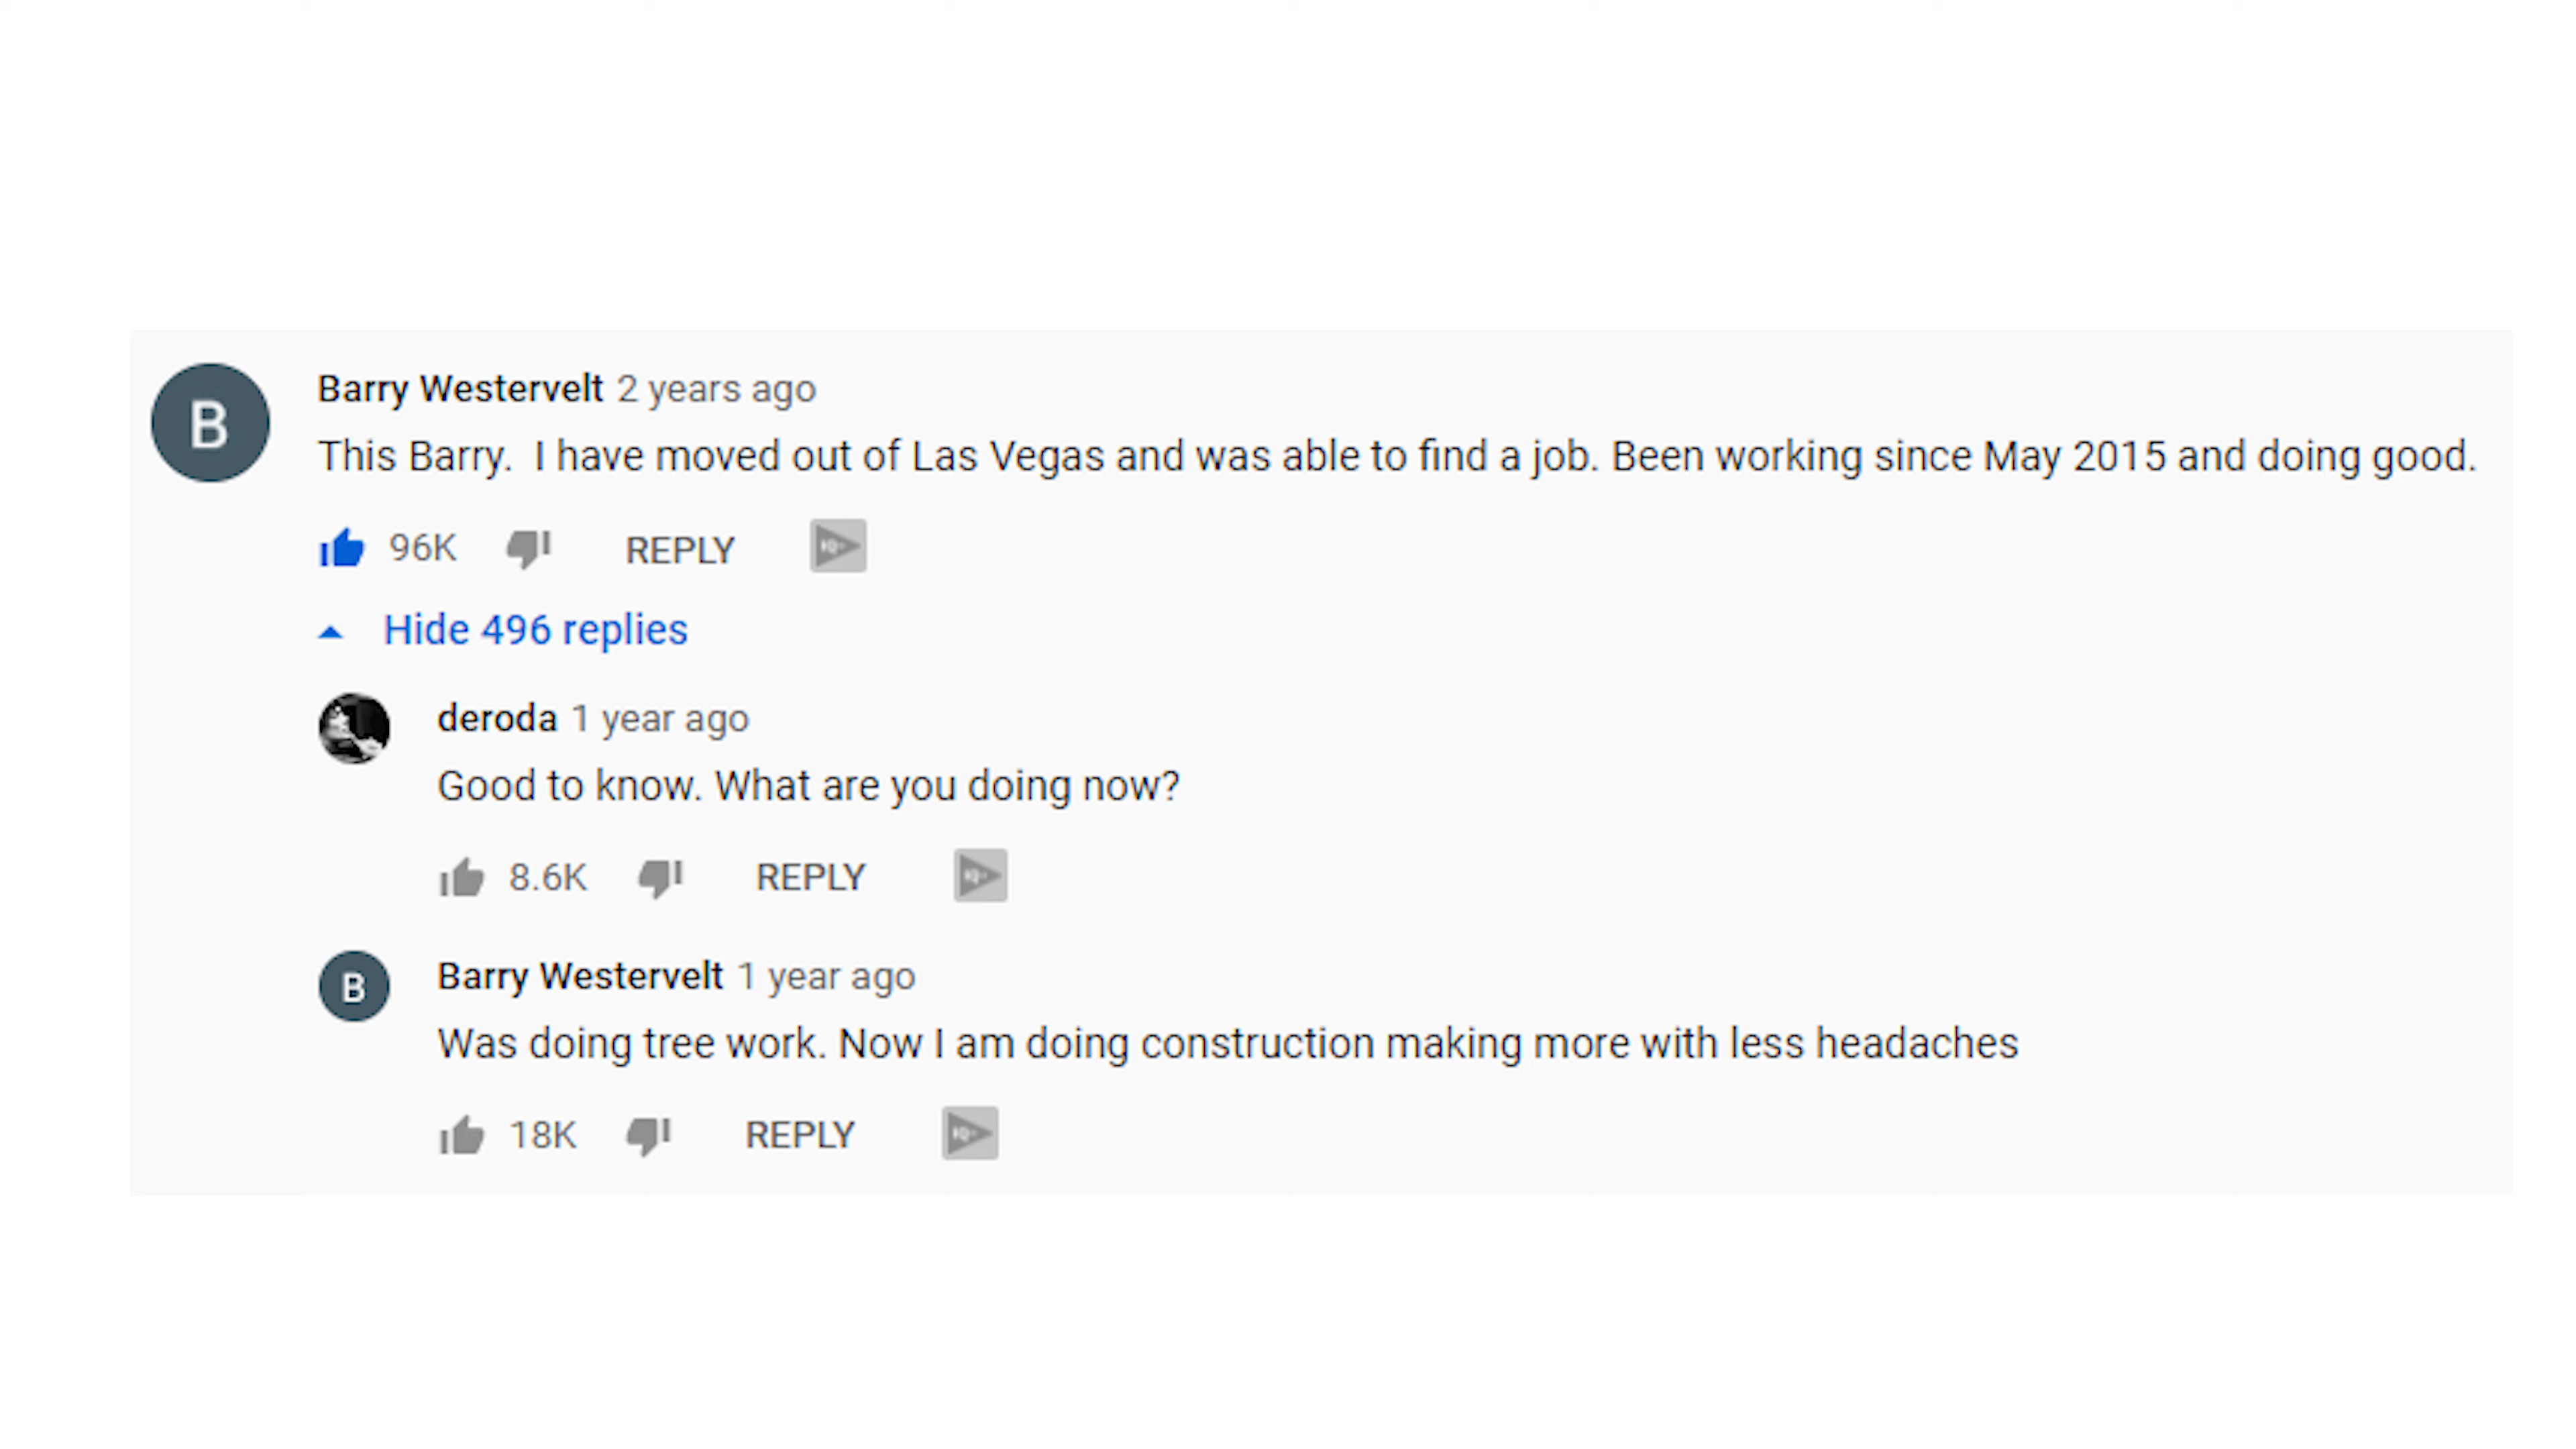 B
Barry Westervelt 2 years ago
This Barry.  I have moved out of Las Vegas and was able to find a job. Been working since May 2015 and doing good.
96K REPLY
Hide 496 replies
deroda 1 year ago
Good to know. What are you doing now?
8.6K REPLY
B
Barry Westervelt 1 year ago
Was doing tree work. Now I am doing construction making more with less headaches
18K REPLY